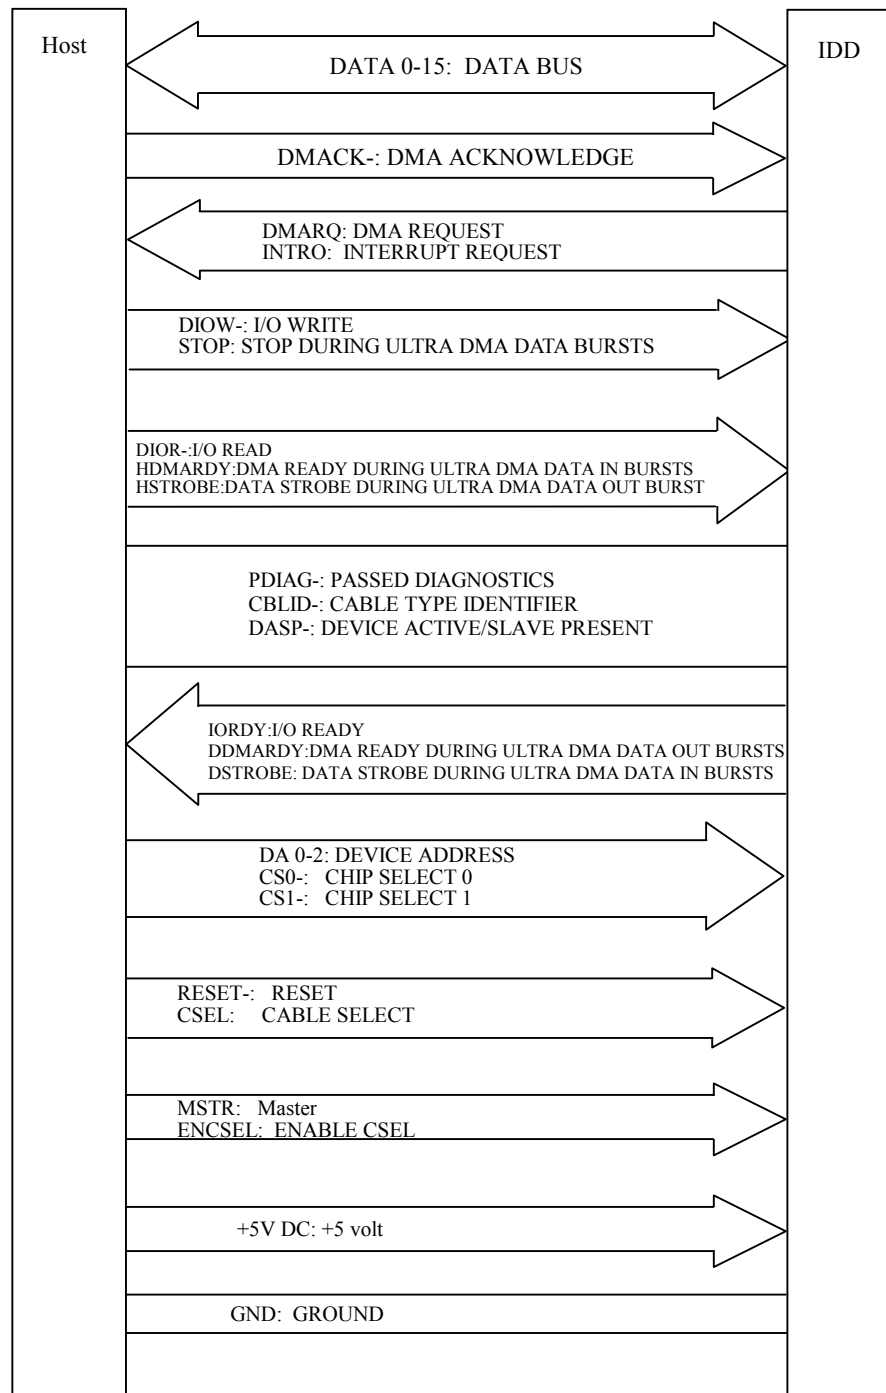 Host
IDD
DATA 0-15: DATA BUS
DMACK-: DMA ACKNOWLEDGE
DMARQ: DMA REQUEST
INTRO: INTERRUPT REQUEST
DIOW-: I/O WRITE
STOP: STOP DURING ULTRA DMA DATA BURSTS
DIOR-:I/O READ
HDMARDY:DMA READY DURING ULTRA DMA DATA IN BURSTS
HSTROBE:DATA STROBE DURING ULTRA DMA DATA OUT BURST
PDIAG-: PASSED DIAGNOSTICS
CBLID-: CABLE TYPE IDENTIFIER
DASP-: DEVICE ACTIVE/SLAVE PRESENT
IORDY:I/O READY
DDMARDY:DMA READY DURING ULTRA DMA DATA OUT BURSTS
DSTROBE: DATA STROBE DURING ULTRA DMA DATA IN BURSTS
DA 0-2: DEVICE ADDRESS
CS0-: CHIP SELECT 0
CS1-: CHIP SELECT 1
RESET-: RESET
CSEL: CABLE SELECT
MSTR: Master
ENCSEL: ENABLE CSEL
+5V DC: +5 volt
GND: GROUND